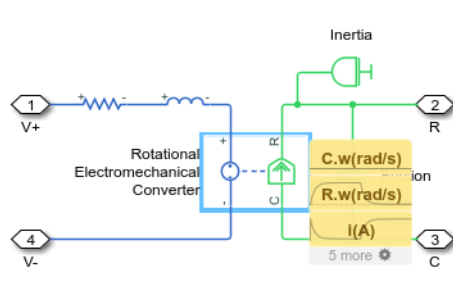 Inertia
+
-
+
-
1
V+
2
R
Rotational
Electromechanical
Converter
+
-
R
C
C.w(rad/s)
R.w(rad/s)
i(A)
5 more
4
V-
3
C